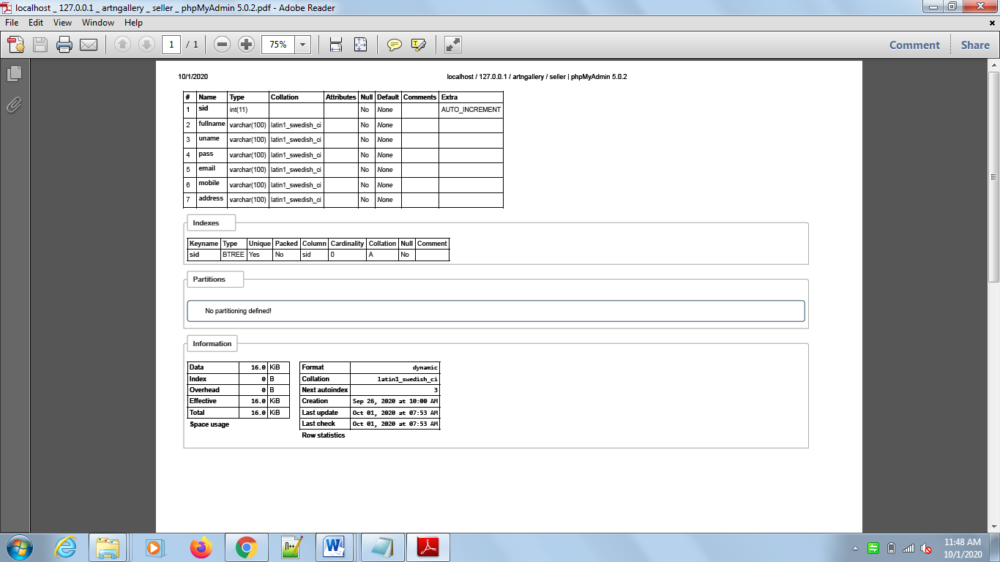 localhost _ 127.0.0.1 _ artngallery _ seller _ phpMyAdmin 5.0.2.pdf - Adobe Reader
File Edit View Window Help
1 / 1 75% Comment Share
10/1/2020 localhost / 127.0.0.1 / artngallery / seller | phpMyAdmin 5.0.2
# Name Type Collation Attributes Null Default Comments Extra
1 sid int(11) No None AUTO_INCREMENT
2 fullname varchar(100) latin1_swedish_ci No None
3 uname varchar(100) latin1_swedish_ci No None
4 pass varchar(100) latin1_swedish_ci No None
5 email varchar(100) latin1_swedish_ci No None
6 mobile varchar(100) latin1_swedish_ci No None
7 address varchar(100) latin1_swedish_ci No None
Indexes
Keyname Type Unique Packed Column Cardinality Collation Null Comment
sid BTREE Yes No sid 0 A No
Partitions
No partitioning defined!
Information
Data 16.0 KiB
Index 0 B
Overhead 0 B
Effective 16.0 KiB
Total 16.0 KiB
Space usage
Format dynamic
Collation latin1_swedish_ci
Next autoindex 3
Creation Sep 26, 2020 at 10:00 AM
Last update Oct 01, 2020 at 07:53 AM
Last check Oct 01, 2020 at 07:53 AM
Row statistics
11:48 AM
10/1/2020